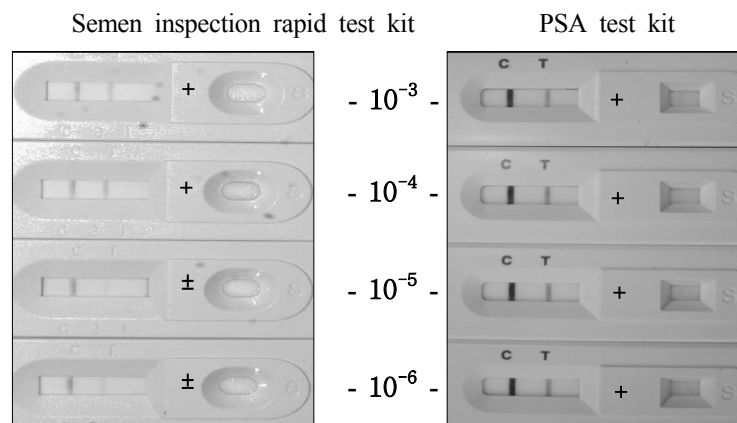 Semen inspection rapid test kit PSA test kit
C T
+ S - 10⁻³ - + S
C T
+ S - 10⁻⁴ - + S
C T
± S - 10⁻⁵ - + S
C T
± S - 10⁻⁶ - + S